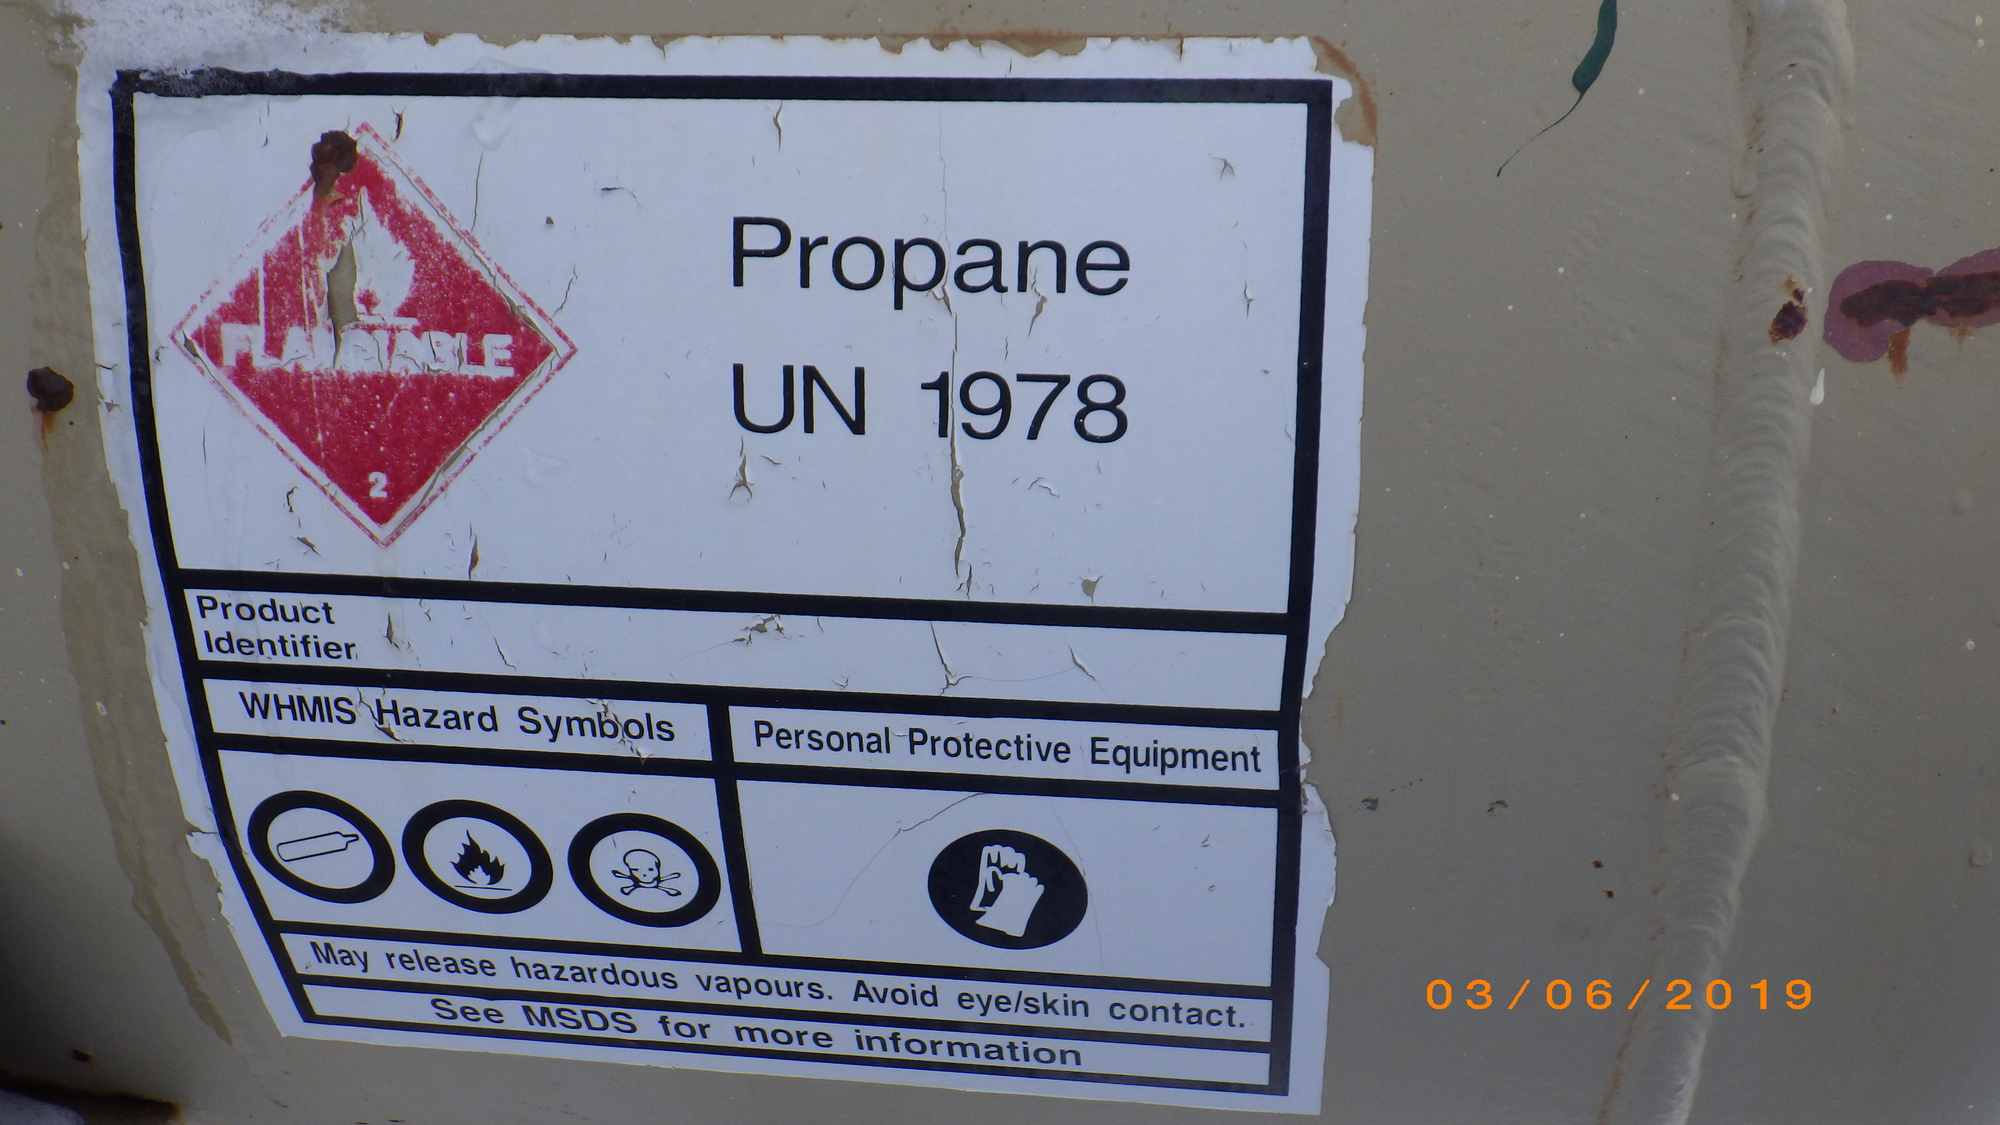 Propane
UN 1978
FLAMMABLE
2
Product
Identifier
WHMIS Hazard Symbols
Personal Protective Equipment
May release hazardous vapours. Avoid eye/skin contact.
See MSDS for more information
03/06/2019